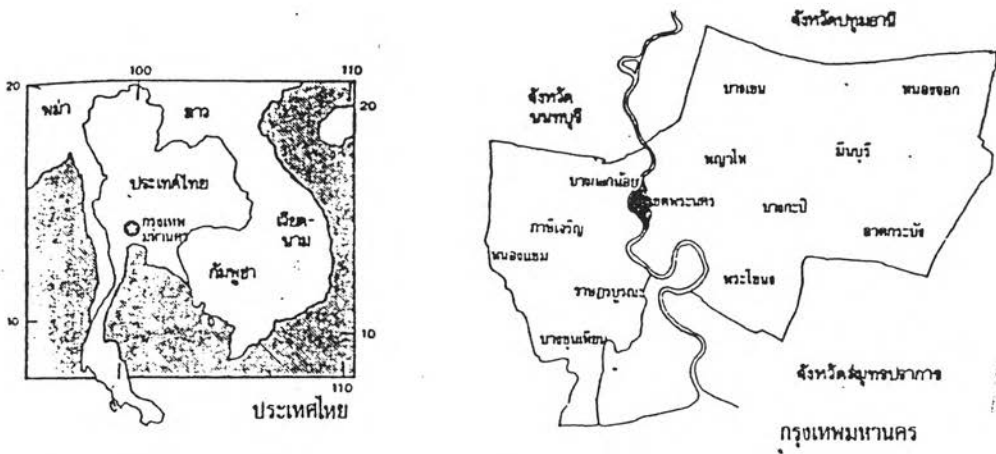 100
110
20
20
พม่า
ลาว
ประเทศไทย
กรุงเทพ
มหานคร
เวียด-
นาม
กัมพูชา
10
10
110
ประเทศไทย
จังหวัดปทุมธานี
จังหวัด
นนทบุรี
บางเขน
หนองจอก
พญาไท
มีนบุรี
บางกอกน้อย
เขตพระนคร
บางกะปิ
ลาดกระบัง
ภาษีเจริญ
หนองแขม
พระโขนง
ราษฎรบูรณะ
บางขุนเทียน
จังหวัดสมุทรปราการ
กรุงเทพมหานคร